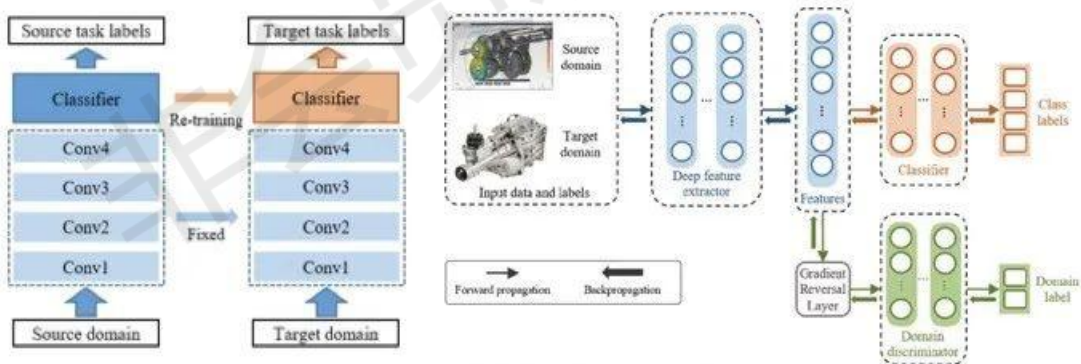 Source task labels
Target task labels
Classifier
Classifier
Re-training
Conv4
Conv3
Conv2
Conv1
Conv4
Conv3
Conv2
Conv1
Fixed
Source domain
Target domain
Source
domain
Target
domain
Input data and labels
Deep feature
extractor
Features
Classifier
Class
labels
Gradient
Reversal
Layer
Domain
discriminator
Domain
label
Forward propagation
Backpropagation